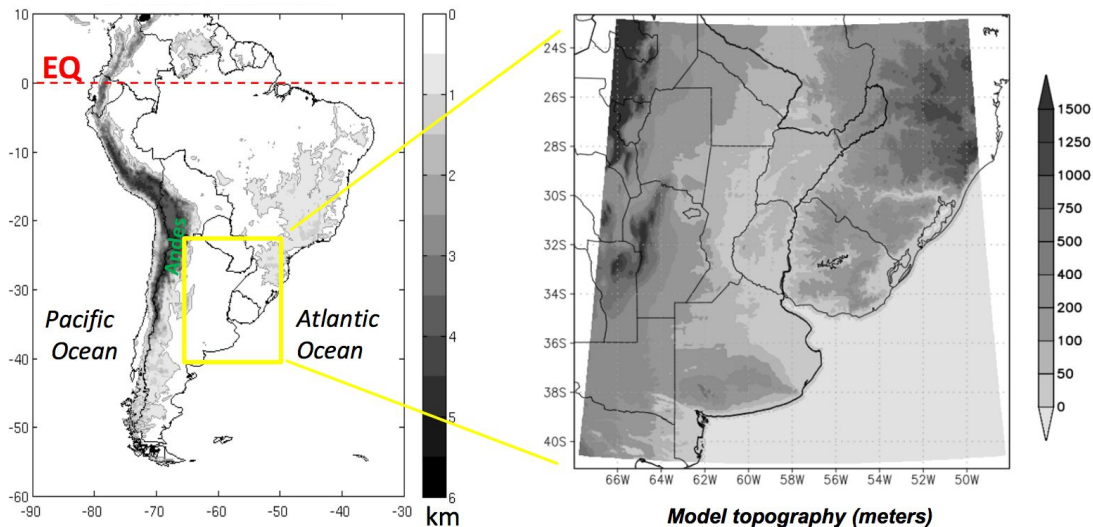 10
0
-10
-20
-30
-40
-50
-60
-90
-80
-70
-60
-50
-40
-30
EQ
Andes
Pacific
Ocean
Atlantic
Ocean
0
1
2
3
4
5
6
km
24S
26S
28S
30S
32S
34S
36S
38S
40S
66W
64W
62W
60W
58W
56W
54W
52W
50W
1500
1250
1000
750
500
400
200
100
50
0
Model topography (meters)